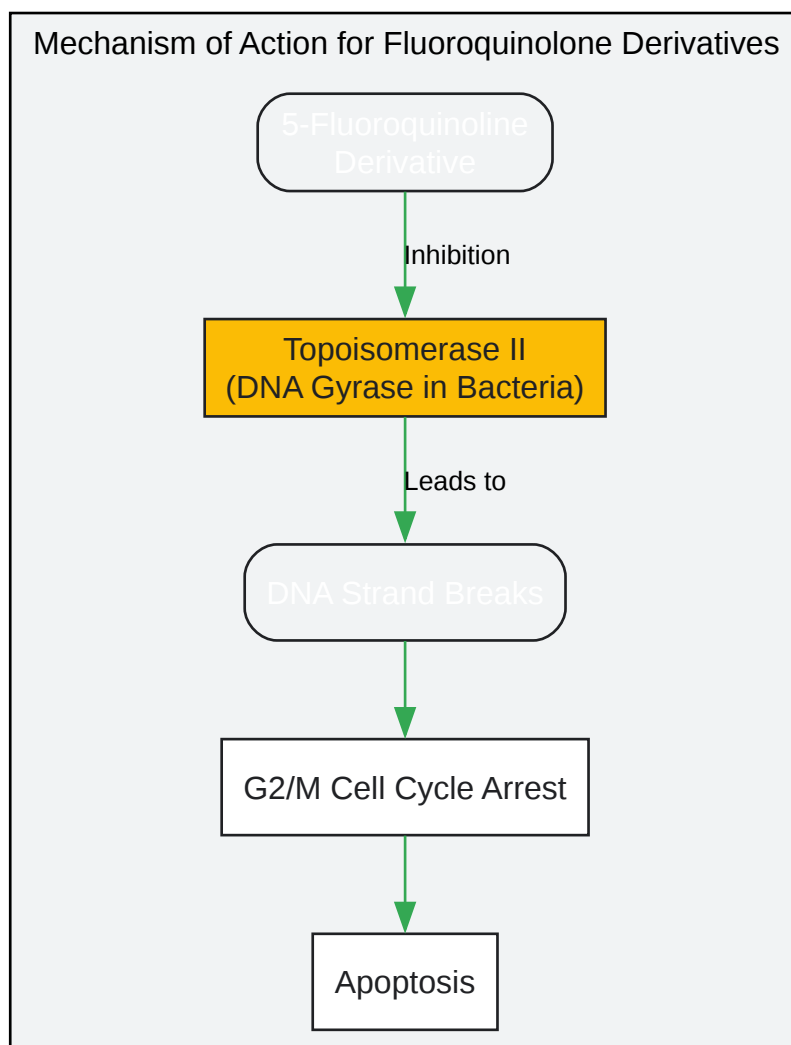 Mechanism of Action for Fluoroquinolone Derivatives
5-Fluoroquinoline
Derivative
Inhibition
Topoisomerase II
(DNA Gyrase in Bacteria)
Leads to
DNA Strand Breaks
G2/M Cell Cycle Arrest
Apoptosis